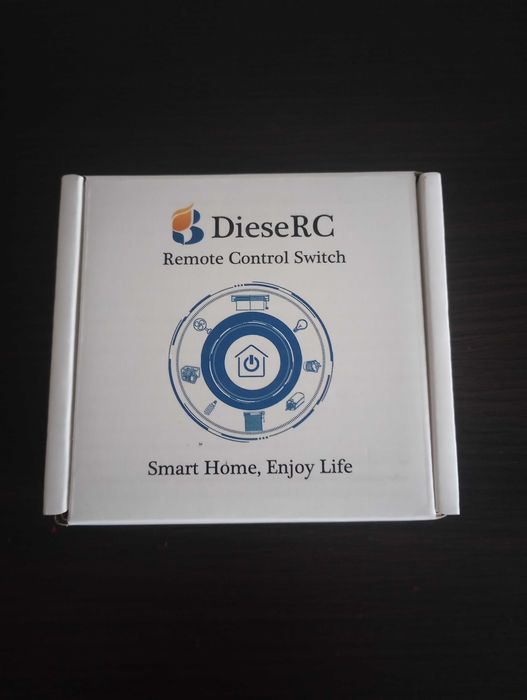 DieseRC
Remote Control Switch
Smart Home, Enjoy Life